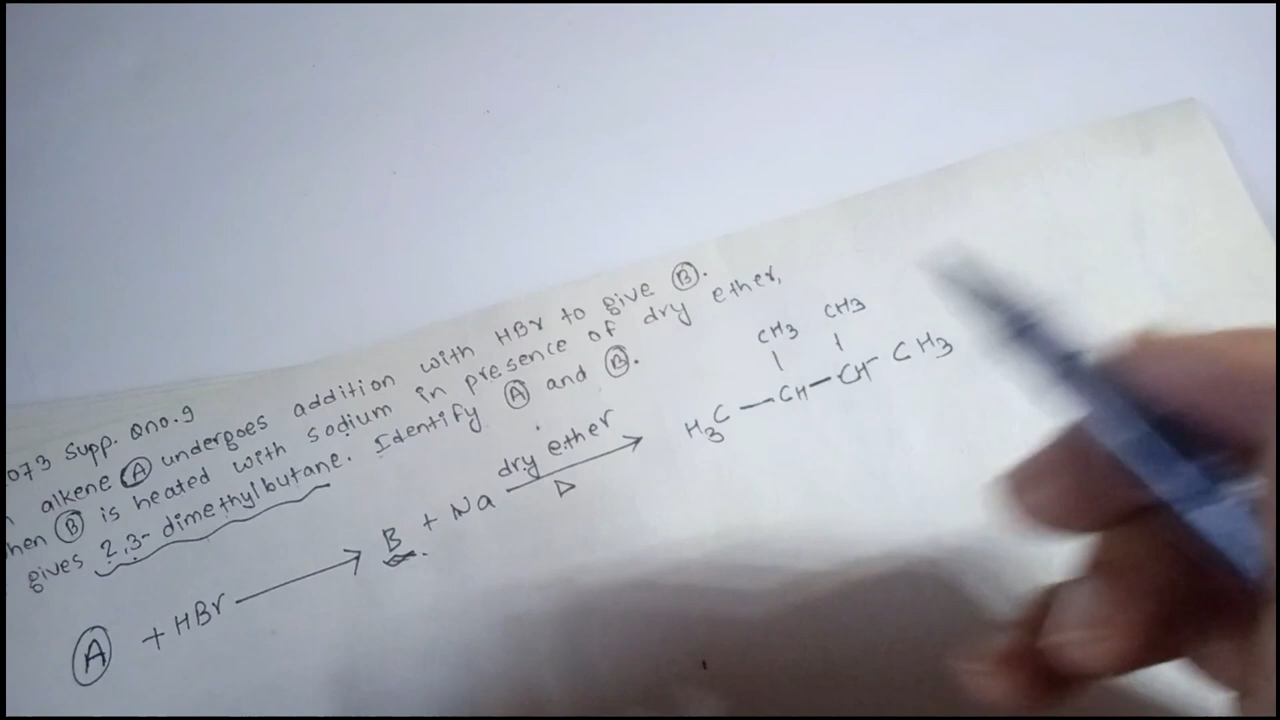 073 Supp. Qno.9
alkene Ⓐ undergoes addition with HBr to give Ⓑ.
hen Ⓑ is heated with sodium in presence of dry ether,
gives 2,3-dimethylbutane. Identify Ⓐ and Ⓑ.
Ⓐ + HBr ⟶ B + Na dry ether ⟶ Δ H₃C — CH — CH — CH₃
CH₃ CH₃